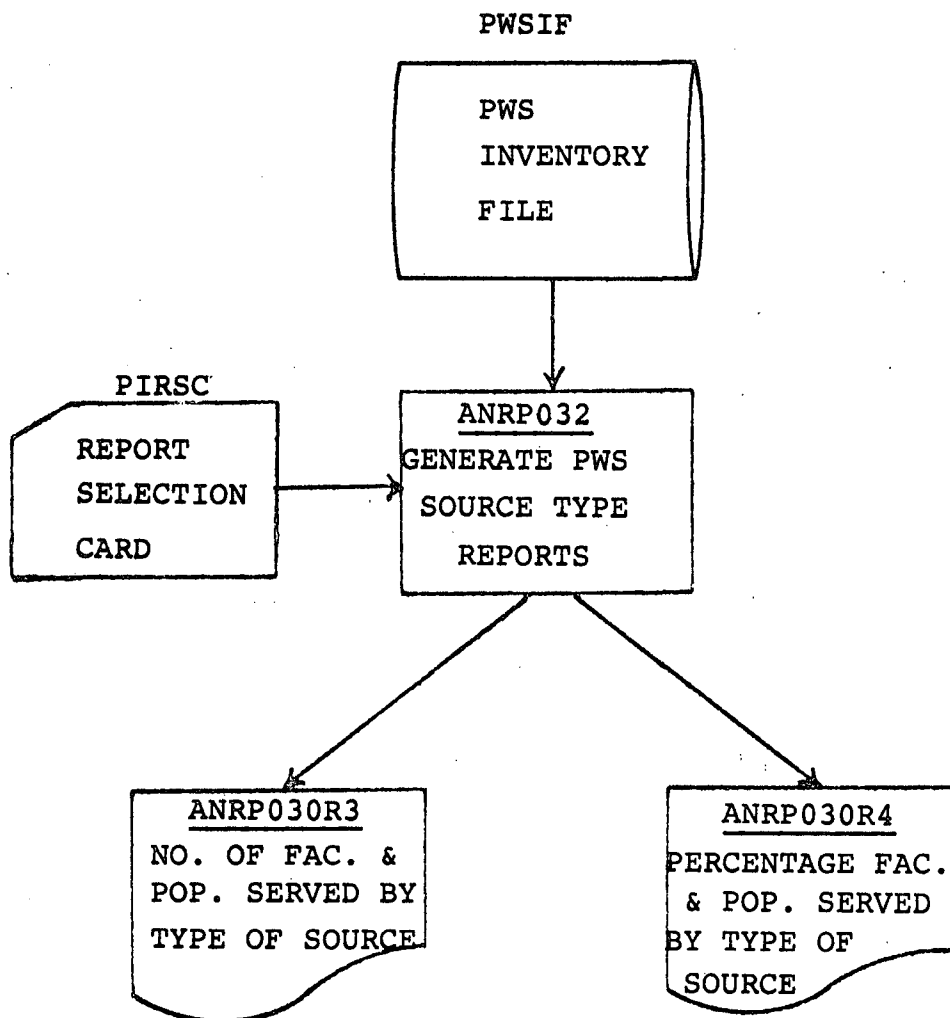 PWSIF
PWS
INVENTORY
FILE
PIRSC
REPORT
SELECTION
CARD
ANRP032
GENERATE PWS
SOURCE TYPE
REPORTS
ANRP030R3
NO. OF FAC. &
POP. SERVED BY
TYPE OF SOURCE
ANRP030R4
PERCENTAGE FAC.
& POP. SERVED
BY TYPE OF
SOURCE